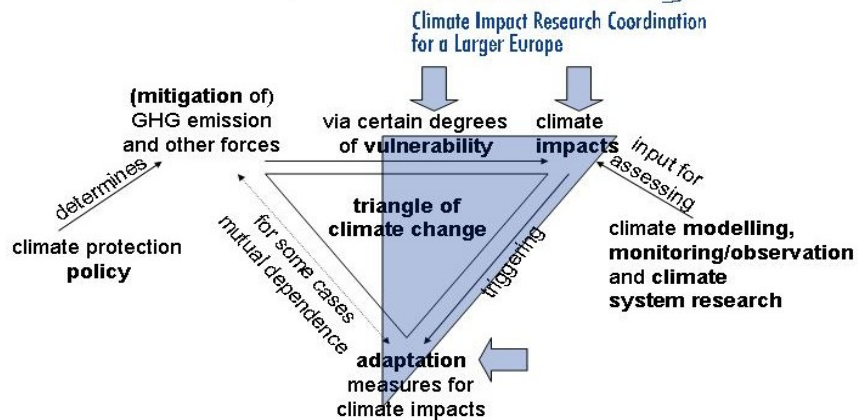 Climate Impact Research Coordination
for a Larger Europe
(mitigation of)
GHG emission
and other forces
via certain degrees
of vulnerability
climate
impacts
input for
assessing
determines
climate protection
policy
triangle of
climate change
for some cases
mutual dependence
triggering
climate modelling,
monitoring/observation
and climate
system research
adaptation
measures for
climate impacts